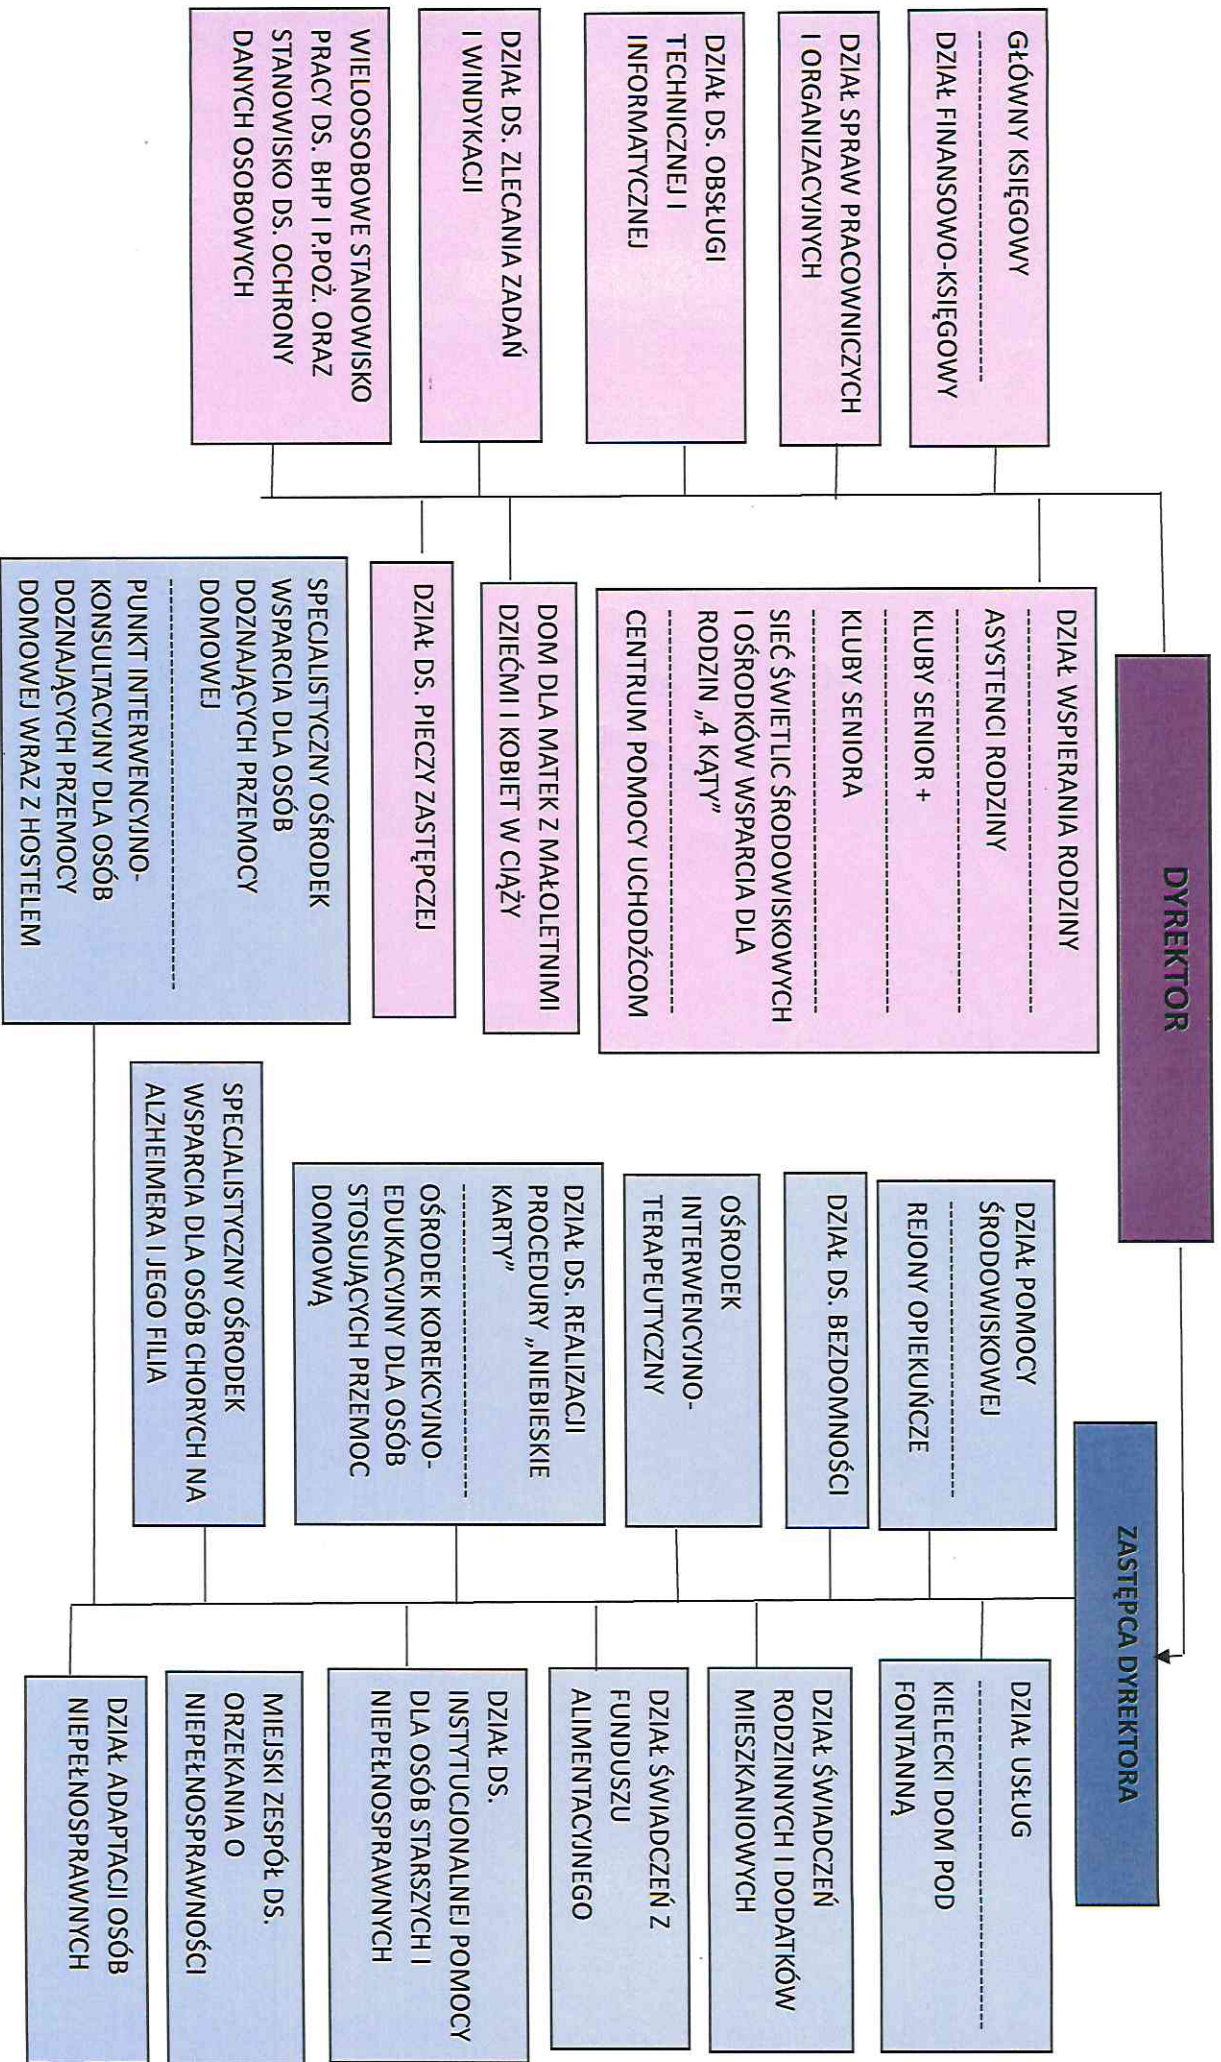 DYREKTOR
ZASTĘPCA DYREKTORA
GŁÓWNY KSIĘGOWY
DZIAŁ FINANSOWO-KSIĘGOWY
DZIAŁ SPRAW PRACOWNICZYCH
I ORGANIZACYJNYCH
DZIAŁ DS. OBSŁUGI
TECHNICZNEJ I
INFORMATYCZNEJ
DZIAŁ DS. ZLECANIA ZADAŃ
I WINDYKACJI
WIELOOSOBOWE STANOWISKO
PRACY DS. BHP I P.POŻ. ORAZ
STANOWISKO DS. OCHRONY
DANYCH OSOBOWYCH
DZIAŁ WSPIERANIA RODZINY
ASYSTENCI RODZINY
KLUBY SENIOR +
KLUBY SENIORA
SIEĆ ŚWIETLIC ŚRODOWISKOWYCH
I OŚRODKÓW WSPARCIA DLA
RODZIN „4 KĄTY”
CENTRUM POMOCY UCHODŹCOM
DOM DLA MATEK Z MAŁOLETNIMI
DZIEĆMI I KOBIET W CIĄŻY
DZIAŁ DS. PIECZY ZASTĘPCZEJ
SPECJALISTYCZNY OŚRODEK
WSPARCIA DLA OSÓB
DOZNAJĄCYCH PRZEMOCY
DOMOWEJ
PUNKT INTERWENCYJNO-
KONSULTACYJNY DLA OSÓB
DOZNAJĄCYCH PRZEMOCY
DOMOWEJ WRAZ Z HOSTELEM
DZIAŁ POMOCY
ŚRODOWISKOWEJ
REJONY OPIEKUŃCZE
DZIAŁ DS. BEZDOMNOŚCI
OŚRODEK
INTERWENCYJNO-
TERAPEUTYCZNY
DZIAŁ DS. REALIZACJI
PROCEDURY „NIEBIESKIE
KARTY”
OŚRODEK KOREKCYJNO-
EDUKACYJNY DLA OSÓB
STOSUJĄCYCH PRZEMOC
DOMOWĄ
SPECJALISTYCZNY OŚRODEK
WSPARCIA DLA OSÓB CHORYCH NA
ALZHEIMERA I JEGO FILIA
DZIAŁ USŁUG
KIELECKI DOM POD
FONTANNĄ
DZIAŁ ŚWIADCZEŃ
RODZINNYCH I DODATKÓW
MIESZKANIOWYCH
DZIAŁ ŚWIADCZEŃ Z
FUNDUSZU
ALIMENTACYJNEGO
DZIAŁ DS.
INSTYTUCJONALNEJ POMOCY
DLA OSÓB STARSZYCH I
NIEPEŁNOSPRAWNYCH
MIEJSKI ZESPÓŁ DS.
ORZEKANIA O
NIEPEŁNOSPRAWNOŚCI
DZIAŁ ADAPTACJI OSÓB
NIEPEŁNOSPRAWNYCH